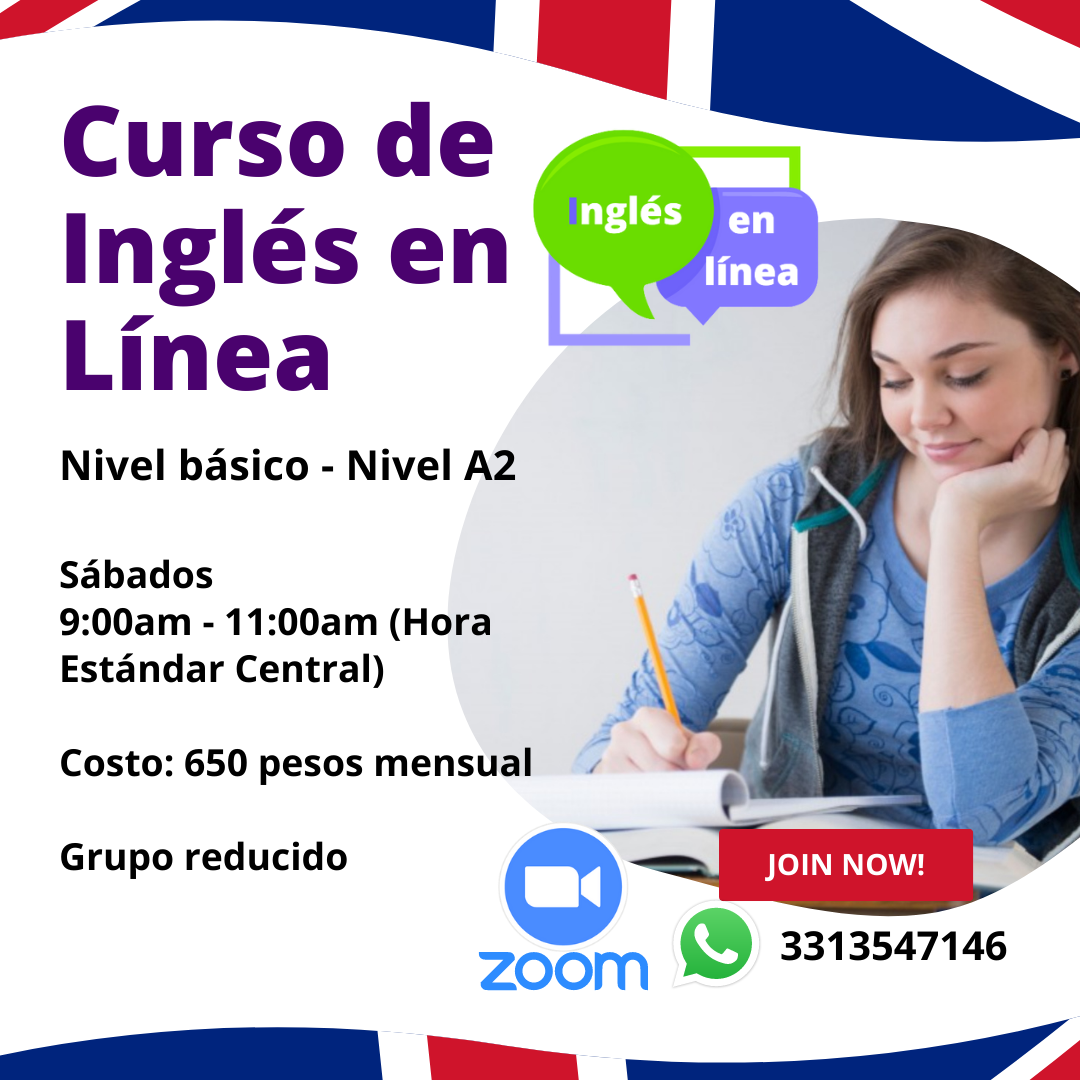 Curso de
Inglés en
Línea
Inglés
en
línea
Nivel básico - Nivel A2
Sábados
9:00am - 11:00am (Hora
Estándar Central)
Costo: 650 pesos mensual
Grupo reducido
JOIN NOW!
zoom
3313547146